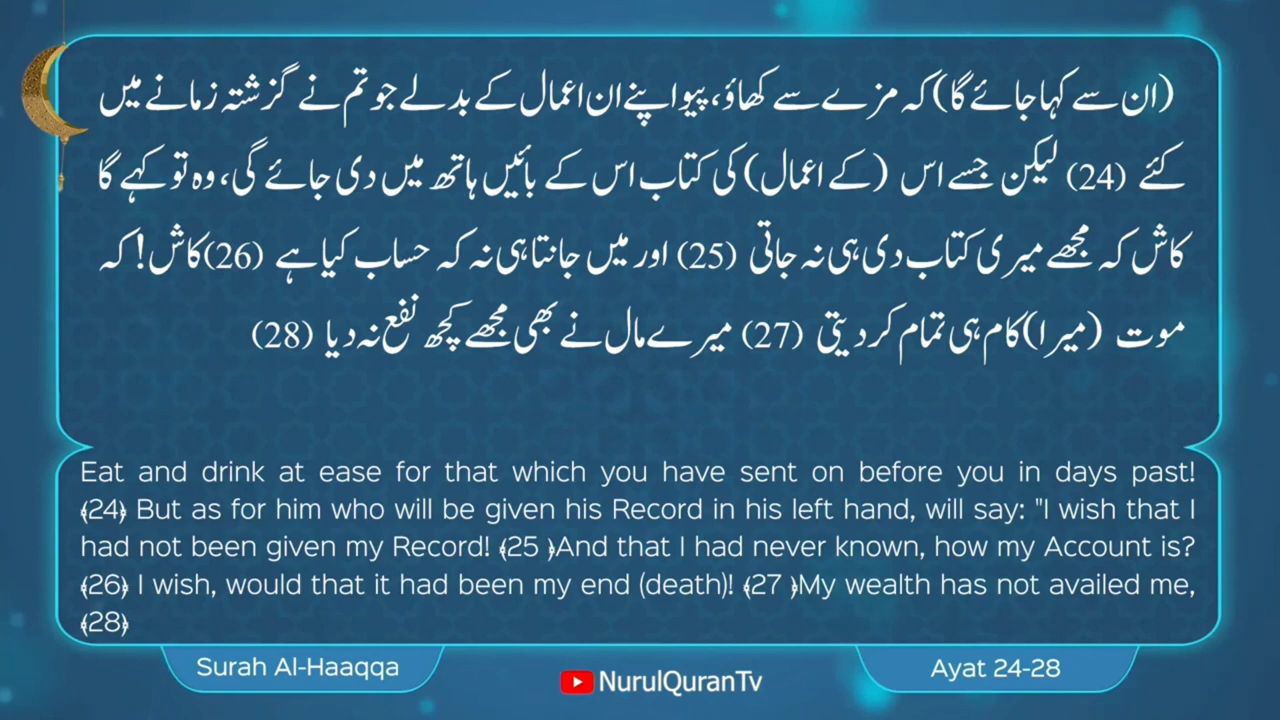 (ان سے کہا جائے گا) کہ مزے سے کھاؤ، پیو اپنے ان اعمال کے بدلے جو تم نے گزشتہ زمانے میں
کئے (24) لیکن جسے اس (کے اعمال) کی کتاب اس کے بائیں ہاتھ میں دی جائے گی، وہ تو کہے گا
کاش کہ مجھے میری کتاب دی ہی نہ جاتی (25) اور میں جانتا ہی نہ کہ حساب کیا ہے (26) کاش! کہ
موت (میرا) کام ہی تمام کر دیتی (27) میرے مال نے بھی مجھے کچھ نفع نہ دیا (28)
Eat and drink at ease for that which you have sent on before you in days past!
﴾24﴿ But as for him who will be given his Record in his left hand, will say: "I wish that I
had not been given my Record! ﴾25 ﴿And that I had never known, how my Account is?
﴾26﴿ I wish, would that it had been my end (death)! ﴾27 ﴿My wealth has not availed me,
﴾28﴿
Surah Al-Haaqqa
NurulQuranTv
Ayat 24-28